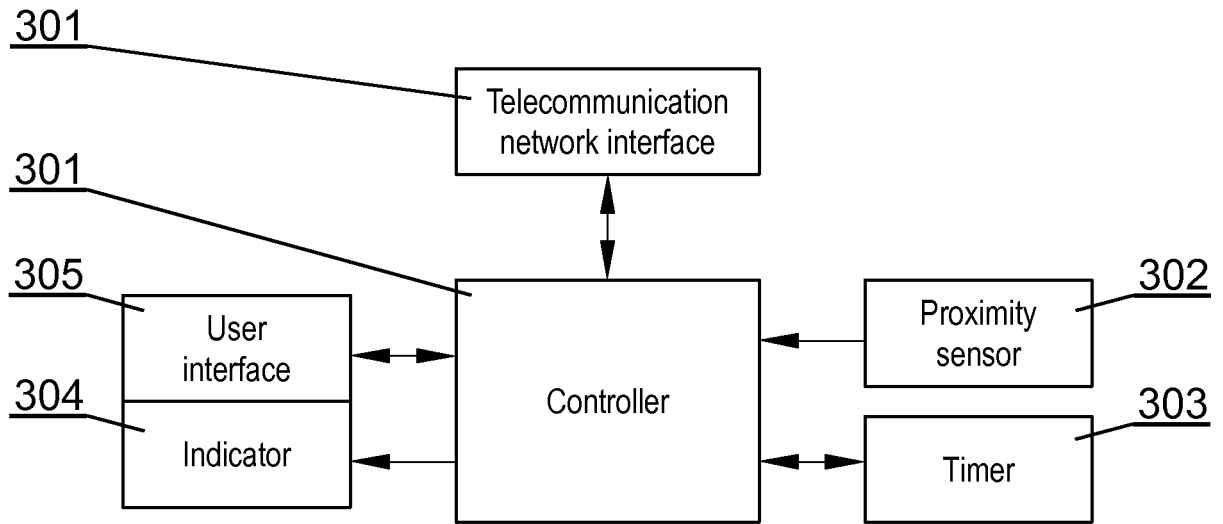 301
Telecommunication
network interface
301
305
User
interface
304
Indicator
Controller
302
Proximity
sensor
303
Timer